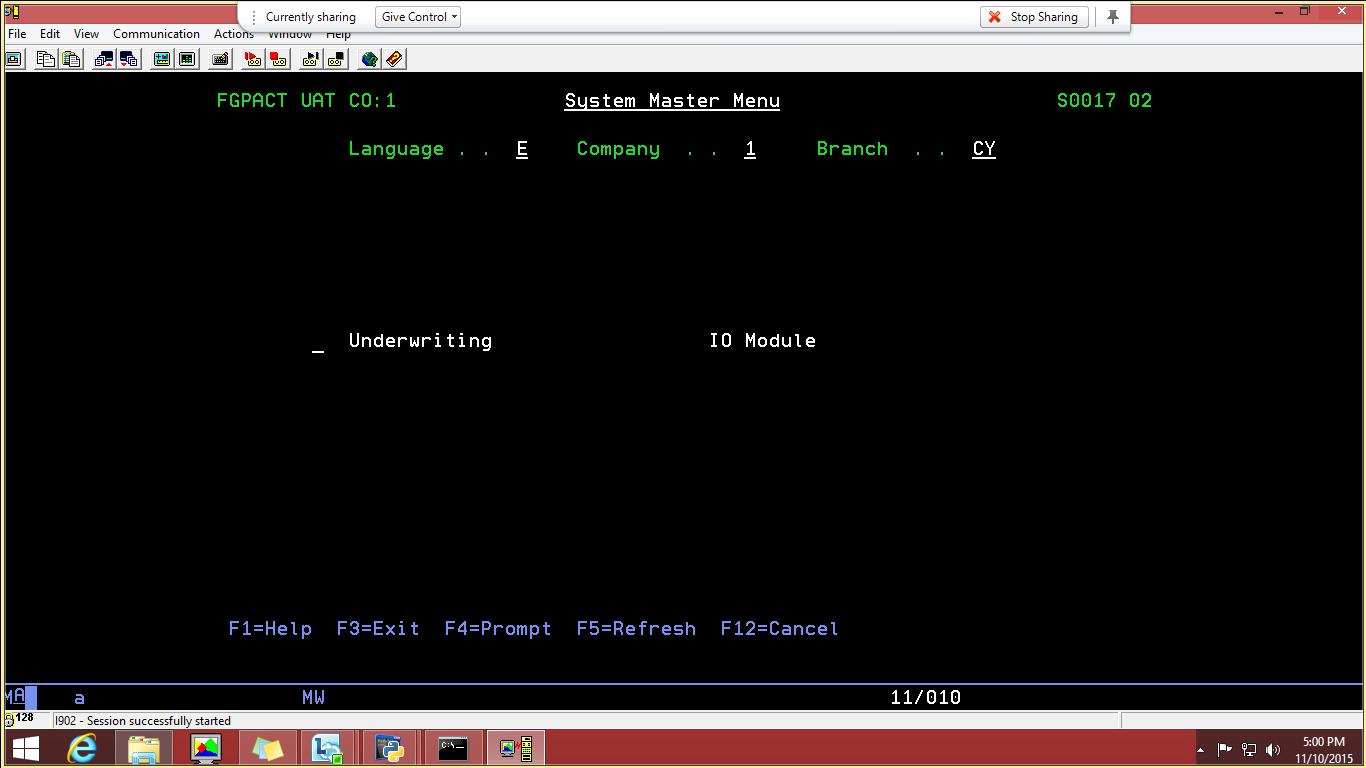 Currently sharing Give Control Stop Sharing
File Edit View Communication Actions Window Help
FGPACT UAT CO:1 System Master Menu S0017 02
Language . . E Company . . 1 Branch . . CY
_ Underwriting IO Module
F1=Help F3=Exit F4=Prompt F5=Refresh F12=Cancel
MA a MW 11/010
128 I902 - Session successfully started
C:\_
5:00 PM
11/10/2015